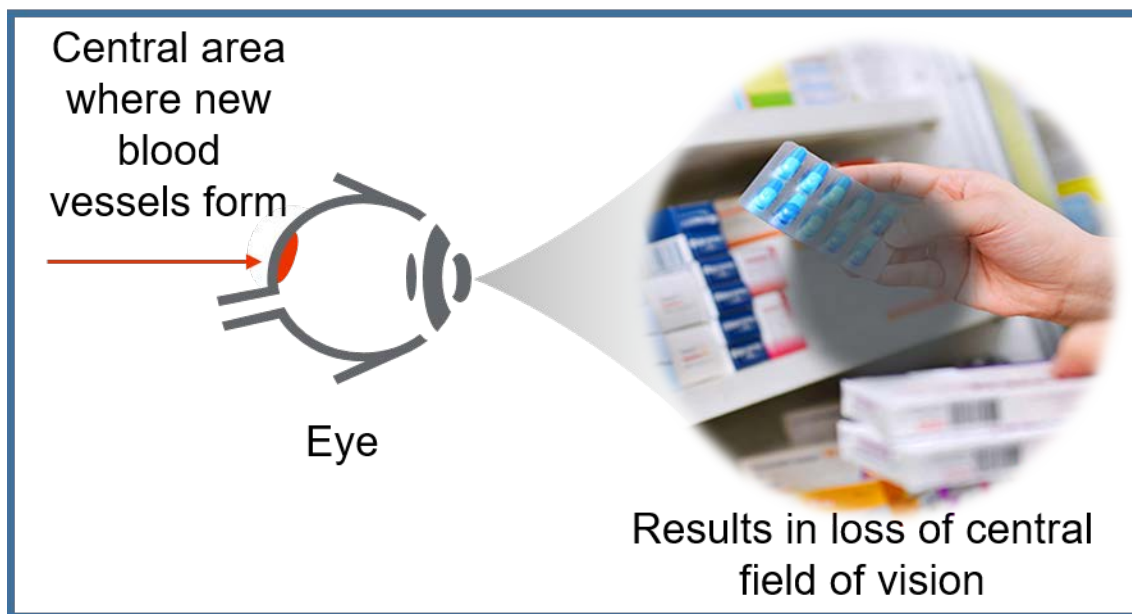 Central area
where new
blood
vessels form
Eye
Results in loss of central
field of vision